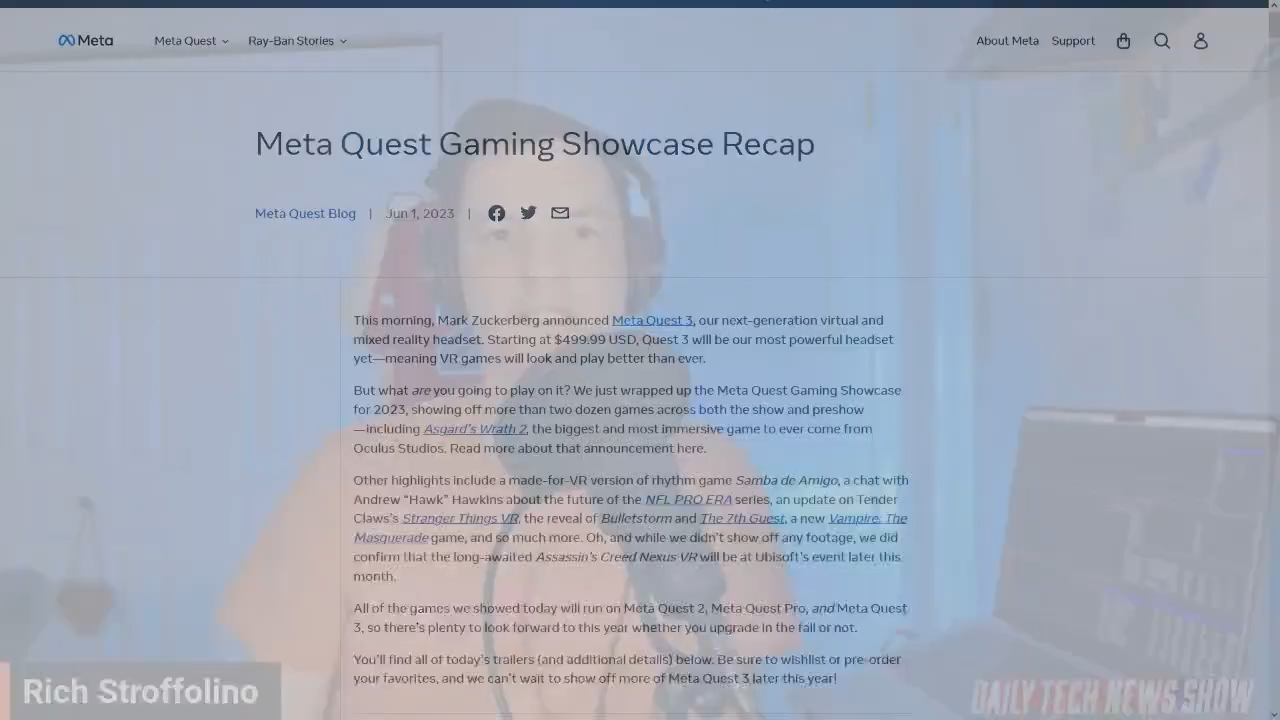 Meta
Meta Quest
Ray-Ban Stories
About Meta
Support
Meta Quest Gaming Showcase Recap
Meta Quest Blog | Jun 1, 2023 |
This morning, Mark Zuckerberg announced Meta Quest 3, our next-generation virtual and
mixed reality headset. Starting at $499.99 USD, Quest 3 will be our most powerful headset
yet—meaning VR games will look and play better than ever.
But what are you going to play on it? We just wrapped up the Meta Quest Gaming Showcase
for 2023, showing off more than two dozen games across both the show and preshow
—including Asgard's Wrath 2, the biggest and most immersive game to ever come from
Oculus Studios. Read more about that announcement here.
Other highlights include a made-for-VR version of rhythm game Samba de Amigo, a chat with
Andrew “Hawk” Hawkins about the future of the NFL PRO ERA series, an update on Tender
Claws's Stranger Things VR, the reveal of Bulletstorm and The 7th Guest, a new Vampire: The
Masquerade game, and so much more. Oh, and while we didn't show off any footage, we did
confirm that the long-awaited Assassin's Creed Nexus VR will be at Ubisoft's event later this
month.
All of the games we showed today will run on Meta Quest 2, Meta Quest Pro, and Meta Quest
3, so there's plenty to look forward to this year whether you upgrade in the fall or not.
You'll find all of today's trailers (and additional details) below. Be sure to wishlist or pre-order
your favorites, and we can't wait to show off more of Meta Quest 3 later this year!
Rich Stroffolino
DAILY TECH NEWS SHOW